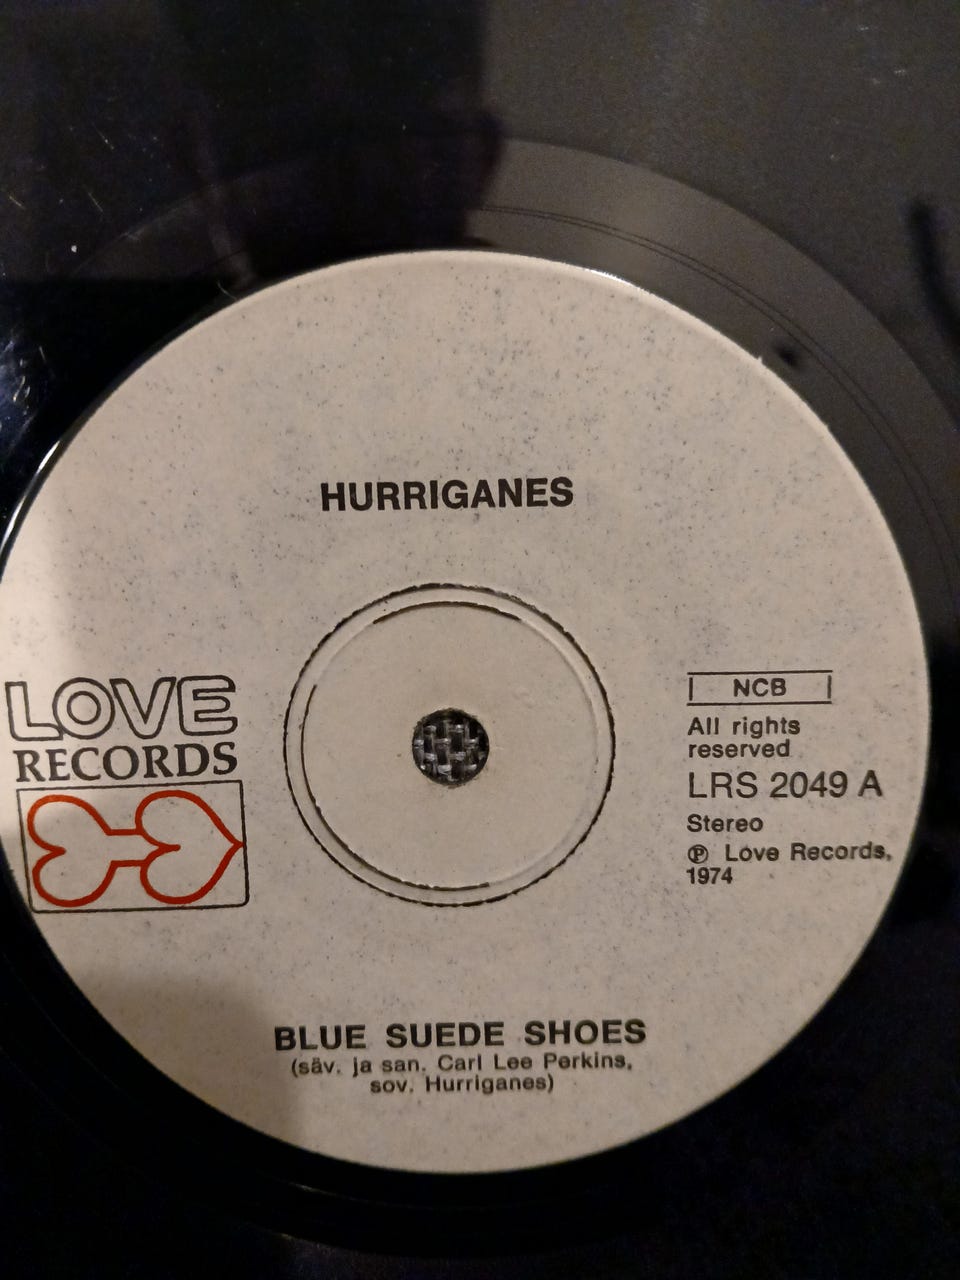 HURRIGANES
LOVE
RECORDS
NCB
All rights
reserved
LRS 2049 A
Stereo
℗ Love Records,
1974
BLUE SUEDE SHOES
(säv. ja san. Carl Lee Perkins,
sov. Hurriganes)